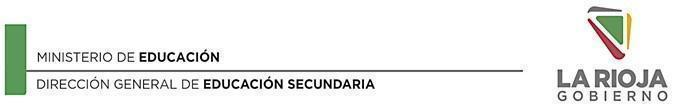 MINISTERIO DE EDUCACIÓN
DIRECCIÓN GENERAL DE EDUCACIÓN SECUNDARIA
LA RIOJA
GOBIERNO